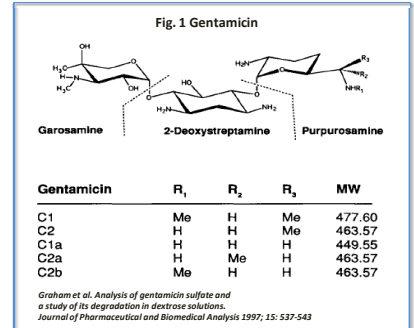 Fig. 1 Gentamicin
OH
H₃C
H
N
H₃C
OH
HO
H₂N
NH₂
H₂N
R₃
R₂
NHR₁
Garosamine 2-Deoxystreptamine Purpurosamine
Gentamicin R₁ R₂ R₃ MW
C1 Me H Me 477.60
C2 H H Me 463.57
C1a H H H 449.55
C2a H Me H 463.57
C2b Me H H 463.57
Graham et al. Analysis of gentamicin sulfate and
a study of its degradation in dextrose solutions.
Journal of Pharmaceutical and Biomedical Analysis 1997; 15: 537-543